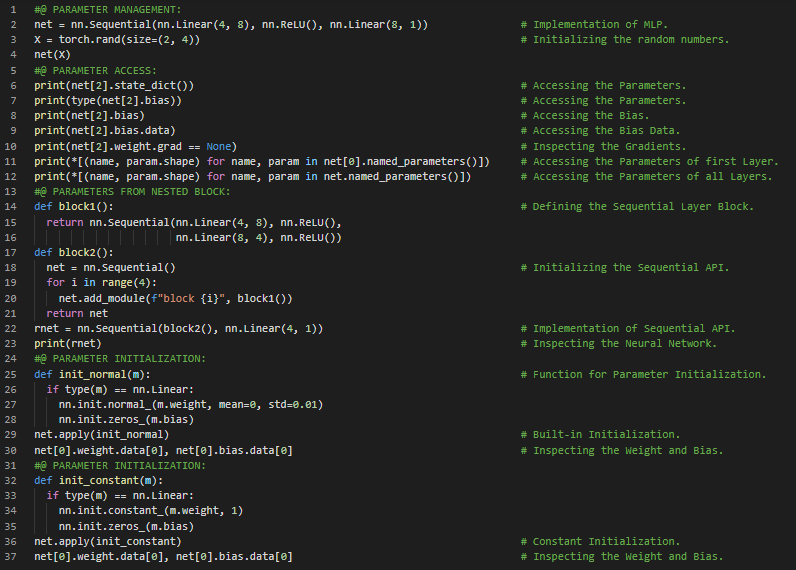 1 #@ PARAMETER MANAGEMENT:
2 net = nn.Sequential(nn.Linear(4, 8), nn.ReLU(), nn.Linear(8, 1)) # Implementation of MLP.
3 X = torch.rand(size=(2, 4)) # Initializing the random numbers.
4 net(X)
5 #@ PARAMETER ACCESS:
6 print(net[2].state_dict()) # Accessing the Parameters.
7 print(type(net[2].bias)) # Accessing the Parameters.
8 print(net[2].bias) # Accessing the Bias.
9 print(net[2].bias.data) # Accessing the Bias Data.
10 print(net[2].weight.grad == None) # Inspecting the Gradients.
11 print(*[(name, param.shape) for name, param in net[0].named_parameters()]) # Accessing the Parameters of first Layer.
12 print(*[(name, param.shape) for name, param in net.named_parameters()]) # Accessing the Parameters of all Layers.
13 #@ PARAMETERS FROM NESTED BLOCK:
14 def block1(): # Defining the Sequential Layer Block.
15   return nn.Sequential(nn.Linear(4, 8), nn.ReLU(),
16                        nn.Linear(8, 4), nn.ReLU())
17 def block2():
18   net = nn.Sequential() # Initializing the Sequential API.
19   for i in range(4):
20     net.add_module(f"block {i}", block1())
21   return net
22 rnet = nn.Sequential(block2(), nn.Linear(4, 1)) # Implementation of Sequential API.
23 print(rnet) # Inspecting the Neural Network.
24 #@ PARAMETER INITIALIZATION:
25 def init_normal(m): # Function for Parameter Initialization.
26   if type(m) == nn.Linear:
27     nn.init.normal_(m.weight, mean=0, std=0.01)
28     nn.init.zeros_(m.bias)
29 net.apply(init_normal) # Built-in Initialization.
30 net[0].weight.data[0], net[0].bias.data[0] # Inspecting the Weight and Bias.
31 #@ PARAMETER INITIALIZATION:
32 def init_constant(m):
33   if type(m) == nn.Linear:
34     nn.init.constant_(m.weight, 1)
35     nn.init.zeros_(m.bias)
36 net.apply(init_constant) # Constant Initialization.
37 net[0].weight.data[0], net[0].bias.data[0] # Inspecting the Weight and Bias.